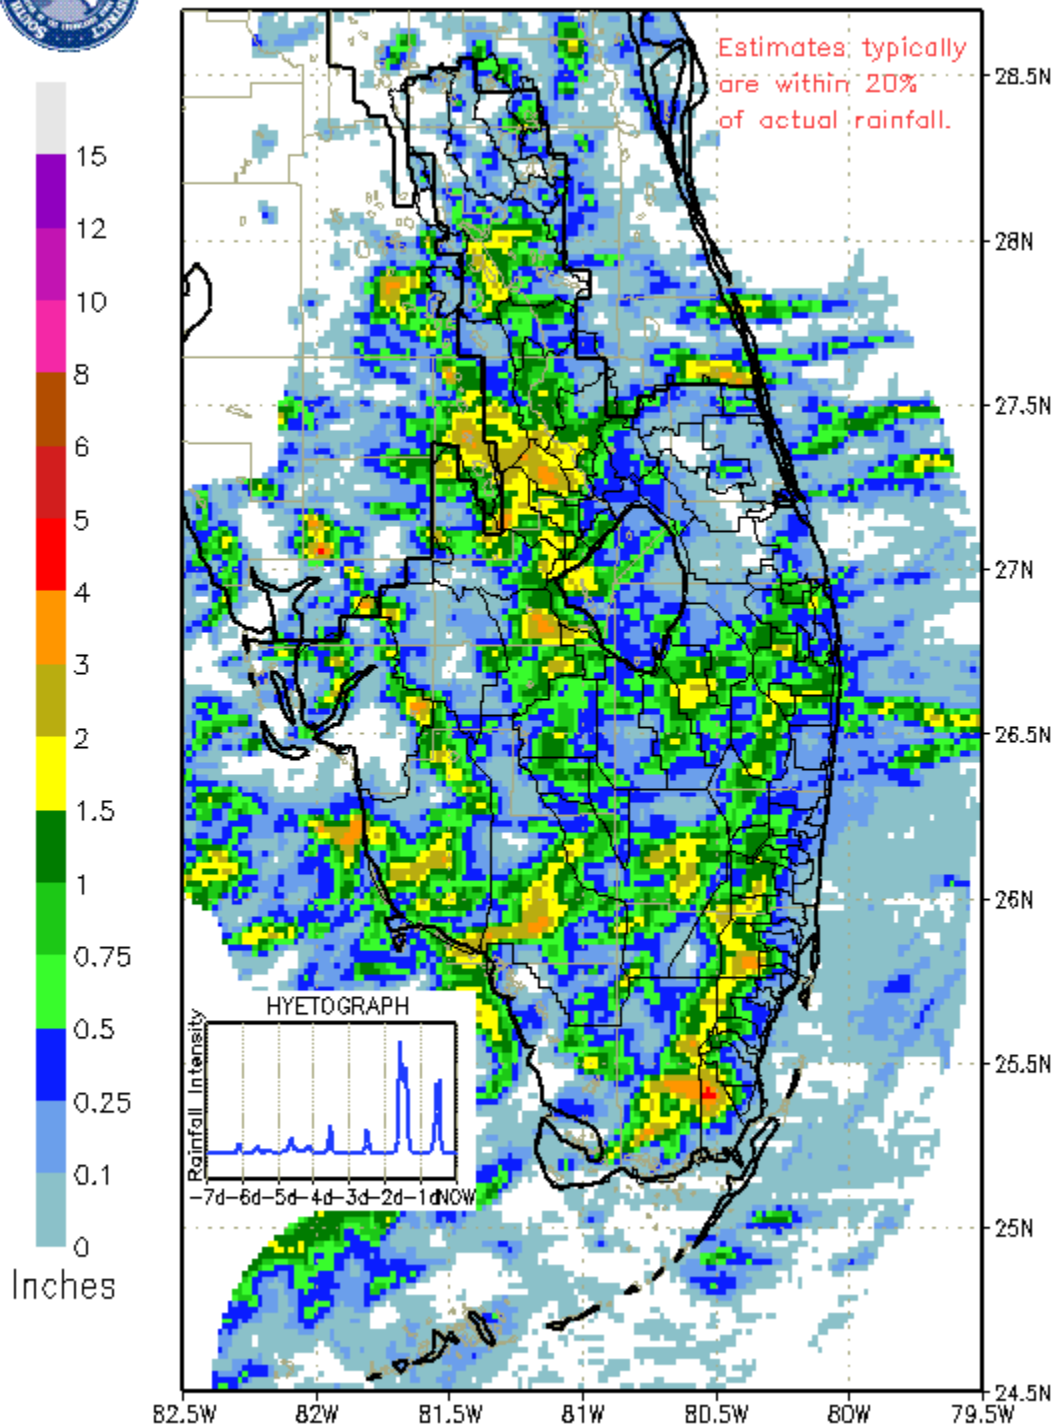 DISTRICT
SOUTH
Estimates typically
are within 20%
of actual rainfall.
15
12
10
8
6
5
4
3
2
1.5
1
0.75
0.5
0.25
0.1
0
Inches
28.5N
28N
27.5N
27N
26.5N
26N
25.5N
25N
24.5N
HYETOGRAPH
Rainfall Intensity
-7d-6d-5d-4d-3d-2d-1dNOW
82.5W 82W 81.5W 81W 80.5W 80W 79.5W